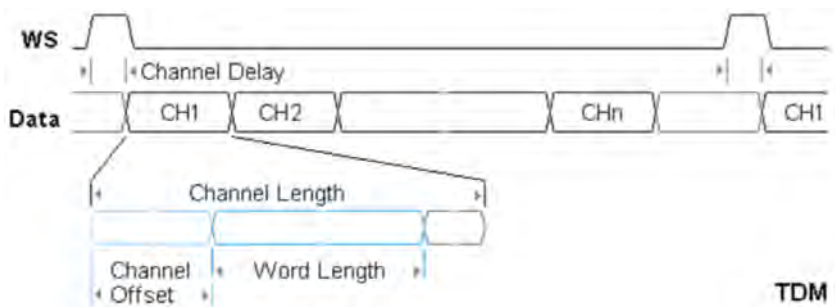 WS
Channel Delay
Data CH1 CH2 CHn CH1
Channel Length
Channel Offset
Word Length
TDM